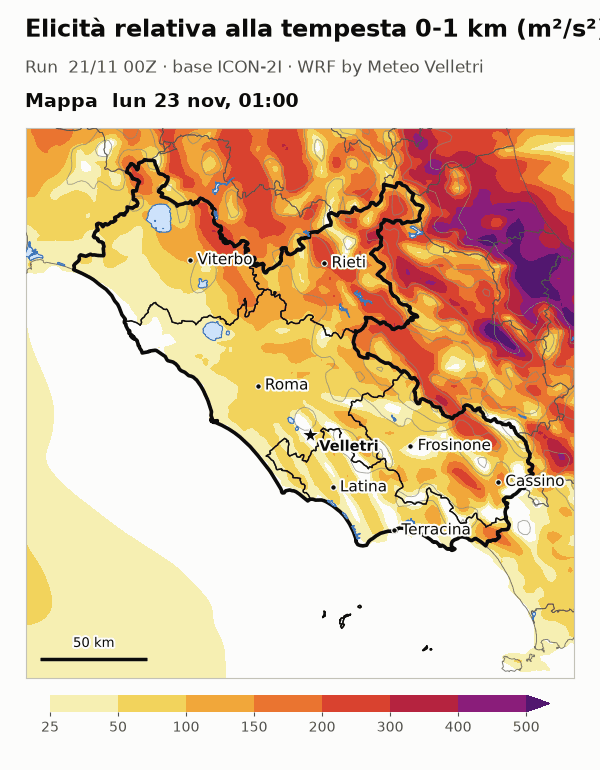 Elicità relativa alla tempesta 0-1 km (m²/s²)
Run  21/11 00Z · base ICON-2I · WRF by Meteo Velletri
Mappa  lun 23 nov, 01:00
Viterbo
Rieti
Roma
Velletri
Frosinone
Latina
Cassino
Terracina
50 km
25 50 100 150 200 300 400 500